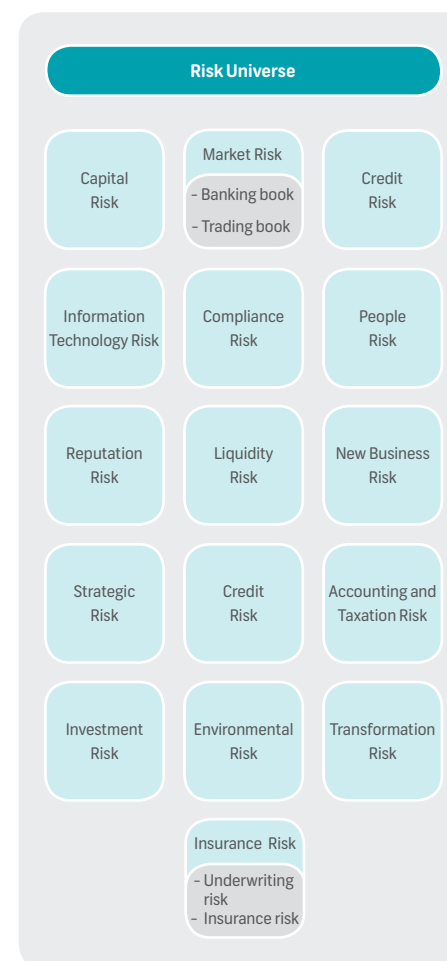 Risk Universe
Capital
Risk
Market Risk
- Banking book
- Trading book
Credit
Risk
Information
Technology Risk
Compliance
Risk
People
Risk
Reputation
Risk
Liquidity
Risk
New Business
Risk
Strategic
Risk
Credit
Risk
Accounting and
Taxation Risk
Investment
Risk
Environmental
Risk
Transformation
Risk
Insurance Risk
- Underwriting
risk
- Insurance risk